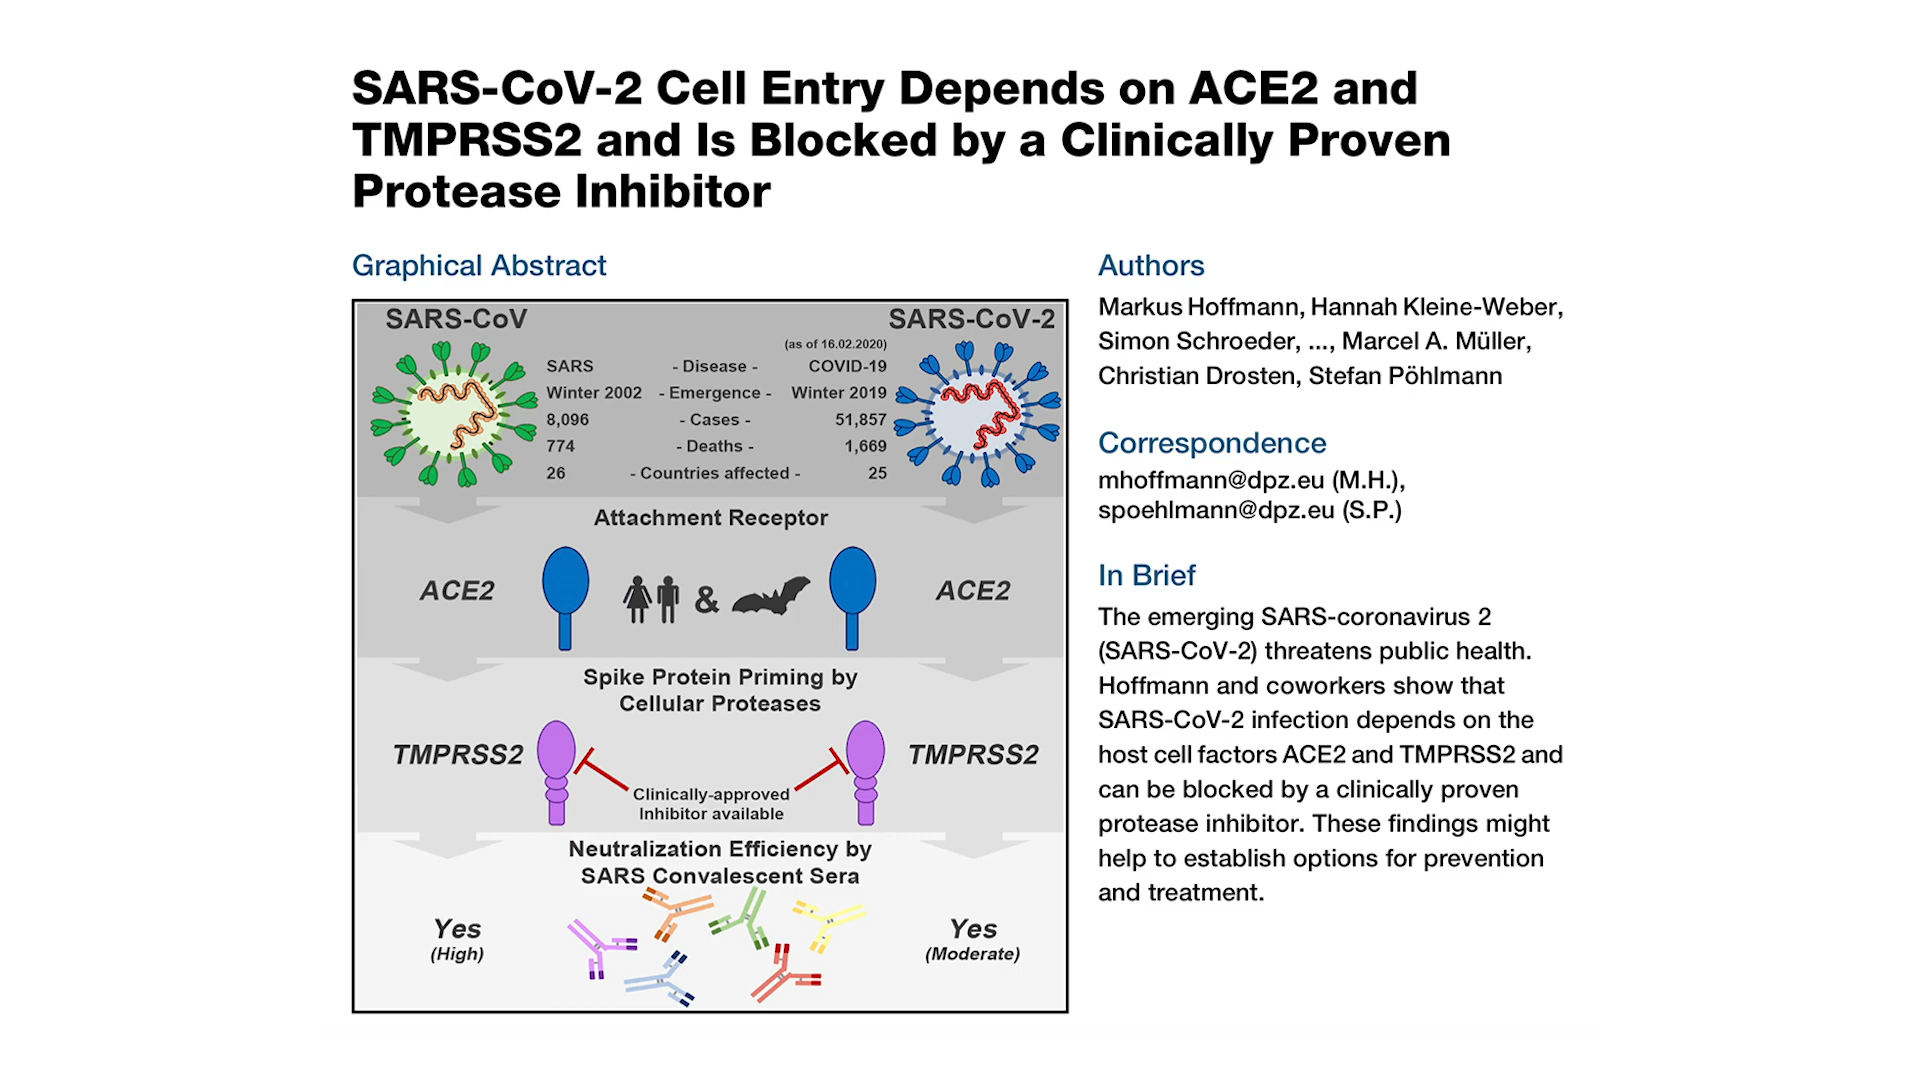 SARS-CoV-2 Cell Entry Depends on ACE2 and
TMPRSS2 and Is Blocked by a Clinically Proven
Protease Inhibitor
Graphical Abstract
SARS-CoV
SARS-CoV-2
(as of 16.02.2020)
SARS - Disease - COVID-19
Winter 2002 - Emergence - Winter 2019
8,096 - Cases - 51,857
774 - Deaths - 1,669
26 - Countries affected - 25
Attachment Receptor
ACE2 & ACE2
Spike Protein Priming by
Cellular Proteases
TMPRSS2 TMPRSS2
Clinically-approved
Inhibitor available
Neutralization Efficiency by
SARS Convalescent Sera
Yes Yes
(High) (Moderate)
Authors
Markus Hoffmann, Hannah Kleine-Weber,
Simon Schroeder, ..., Marcel A. Müller,
Christian Drosten, Stefan Pöhlmann
Correspondence
mhoffmann@dpz.eu (M.H.),
spoehlmann@dpz.eu (S.P.)
In Brief
The emerging SARS-coronavirus 2
(SARS-CoV-2) threatens public health.
Hoffmann and coworkers show that
SARS-CoV-2 infection depends on the
host cell factors ACE2 and TMPRSS2 and
can be blocked by a clinically proven
protease inhibitor. These findings might
help to establish options for prevention
and treatment.